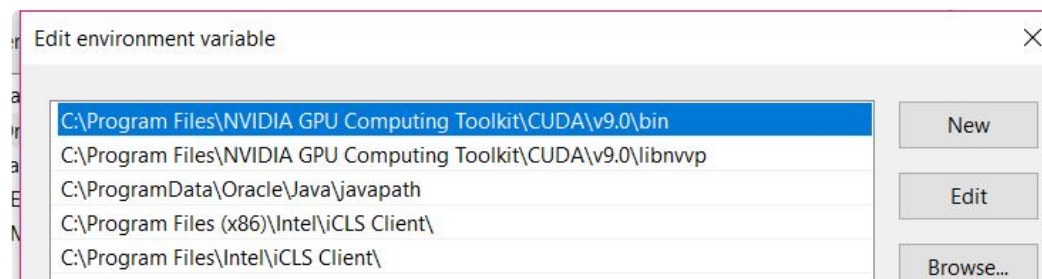 Edit environment variable
C:\Program Files\NVIDIA GPU Computing Toolkit\CUDA\v9.0\bin
New
C:\Program Files\NVIDIA GPU Computing Toolkit\CUDA\v9.0\libnvvp
C:\ProgramData\Oracle\Java\javapath
Edit
C:\Program Files (x86)\Intel\iCLS Client\
C:\Program Files\Intel\iCLS Client\
Browse...